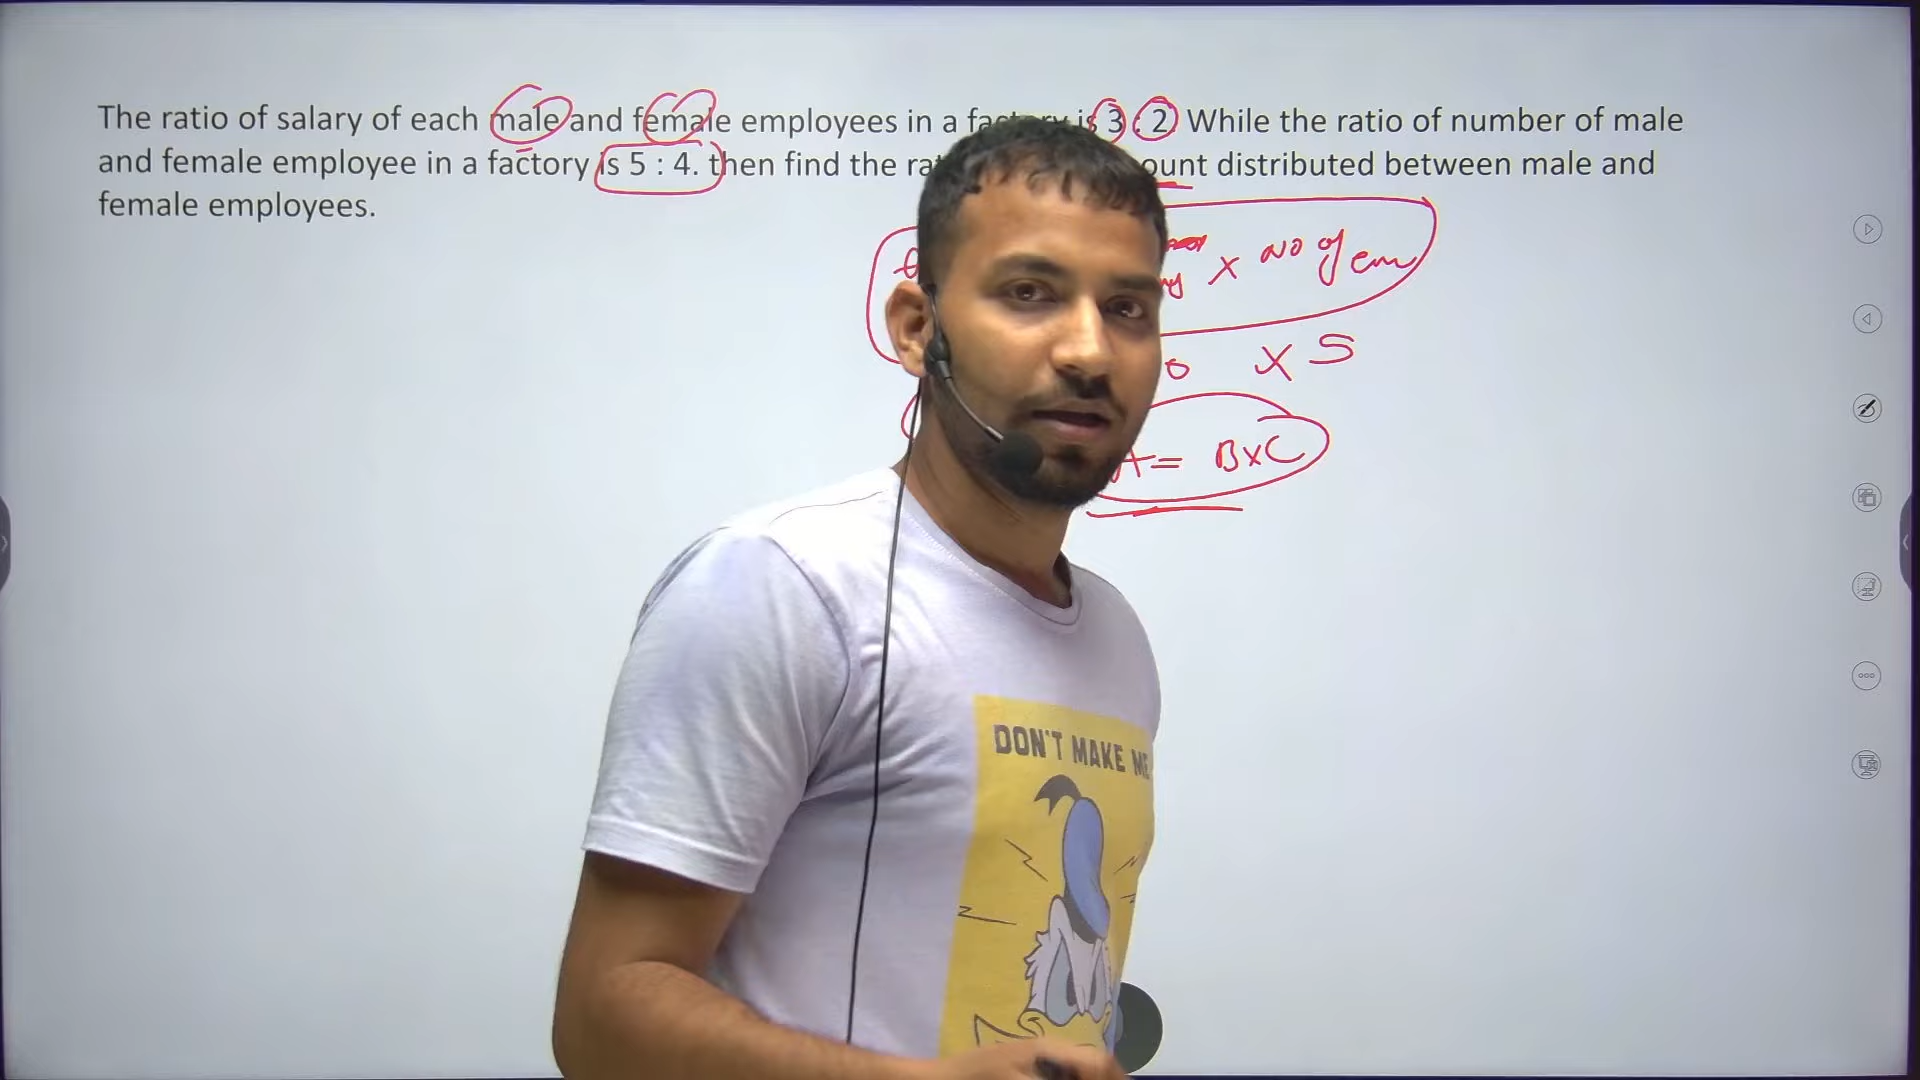 The ratio of salary of each male and female employees in a factory is 3 : 2. While the ratio of number of male
and female employee in a factory is 5 : 4. then find the ount distributed between male and
female employees.
x No of em
x 5
A = B x C
DON'T MAKE ME